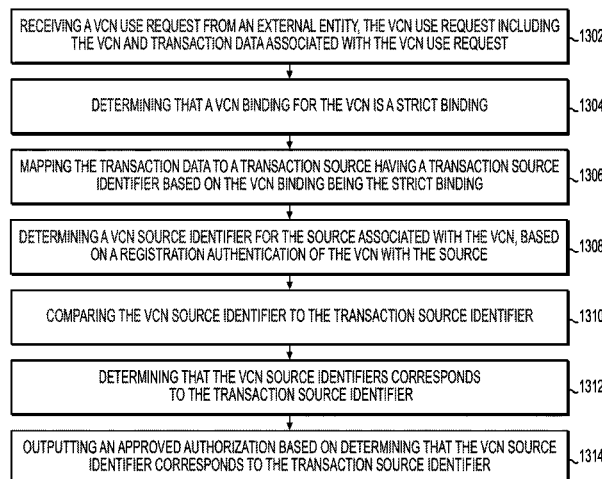 RECEIVING A VCN USE REQUEST FROM AN EXTERNAL ENTITY, THE VCN USE REQUEST INCLUDING
THE VCN AND TRANSACTION DATA ASSOCIATED WITH THE VCN USE REQUEST
1302
DETERMINING THAT A VCN BINDING FOR THE VCN IS A STRICT BINDING
1304
MAPPING THE TRANSACTION DATA TO A TRANSACTION SOURCE HAVING A TRANSACTION SOURCE
IDENTIFIER BASED ON THE VCN BINDING BEING THE STRICT BINDING
1306
DETERMINING A VCN SOURCE IDENTIFIER FOR THE SOURCE ASSOCIATED WITH THE VCN, BASED
ON A REGISTRATION AUTHENTICATION OF THE VCN WITH THE SOURCE
1308
COMPARING THE VCN SOURCE IDENTIFIER TO THE TRANSACTION SOURCE IDENTIFIER
1310
DETERMINING THAT THE VCN SOURCE IDENTIFIERS CORRESPONDS
TO THE TRANSACTION SOURCE IDENTIFIER
1312
OUTPUTTING AN APPROVED AUTHORIZATION BASED ON DETERMINING THAT THE VCN SOURCE
IDENTIFIER CORRESPONDS TO THE TRANSACTION SOURCE IDENTIFIER
1314